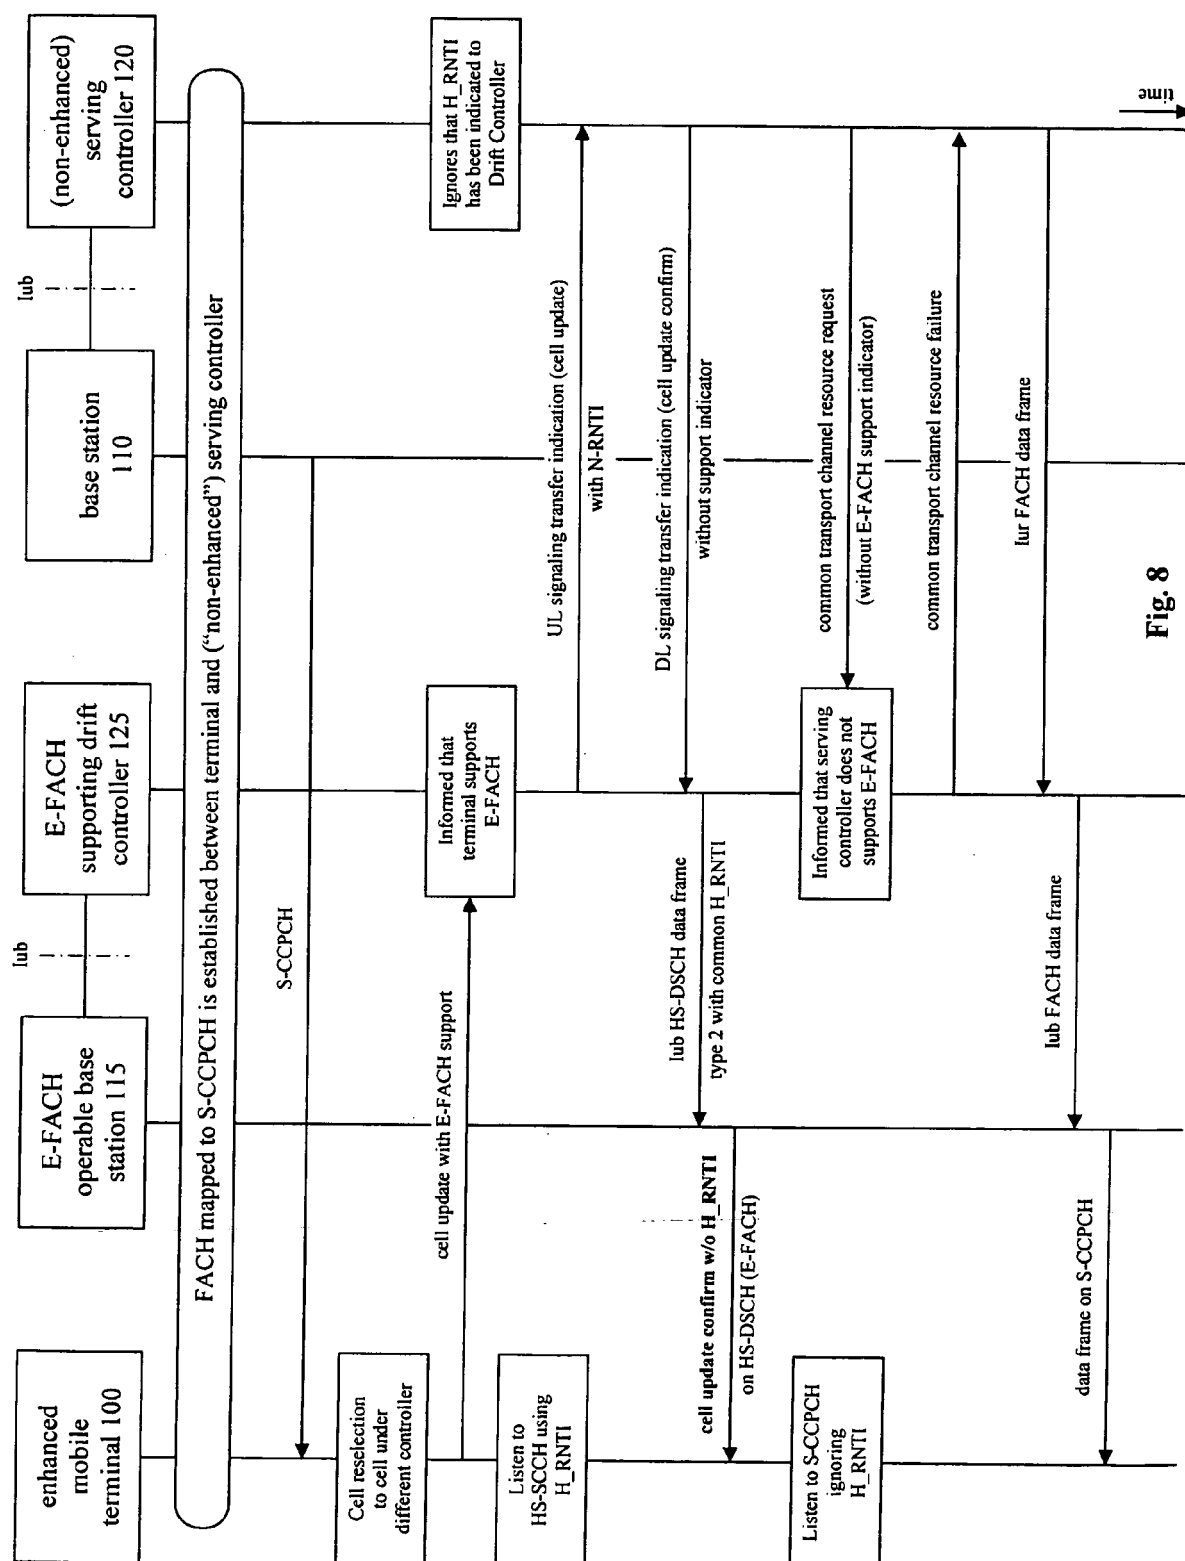 enhanced
mobile
terminal 100
E-FACH
operable base
station 115
Iub
E-FACH
supporting drift
controller 125
base station
110
Iub
(non-enhanced)
serving
controller 120
FACH mapped to S-CCPCH is established between terminal and ("non-enhanced") serving controller
S-CCPCH
Cell reselection
to cell under
different controller
cell update with E-FACH support
Informed that
terminal supports
E-FACH
Ignores that H_RNTI
has been indicated to
Drift Controller
Listen to
HS-SCCH using
H_RNTI
UL signaling transfer indication (cell update)
with N-RNTI
DL signaling transfer indication (cell update confirm)
without support indicator
Iub HS-DSCH data frame
type 2 with common H_RNTI
cell update confirm w/o H_RNTI
on HS-DSCH (E-FACH)
Listen to S-CCPCH
ignoring
H_RNTI
common transport channel resource request
(without E-FACH support indicator)
Informed that serving
controller does not
supports E-FACH
common transport channel resource failure
Iur FACH data frame
Iub FACH data frame
data frame on S-CCPCH
time
Fig. 8